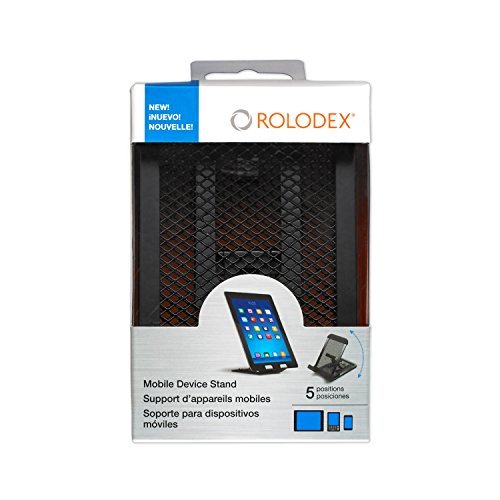 NEW!
¡NUEVO!
NOUVELLE!
ROLODEX®
Mobile Device Stand
Support d'appareils mobiles
Soporte para dispositivos
móviles
5 positions
posiciones